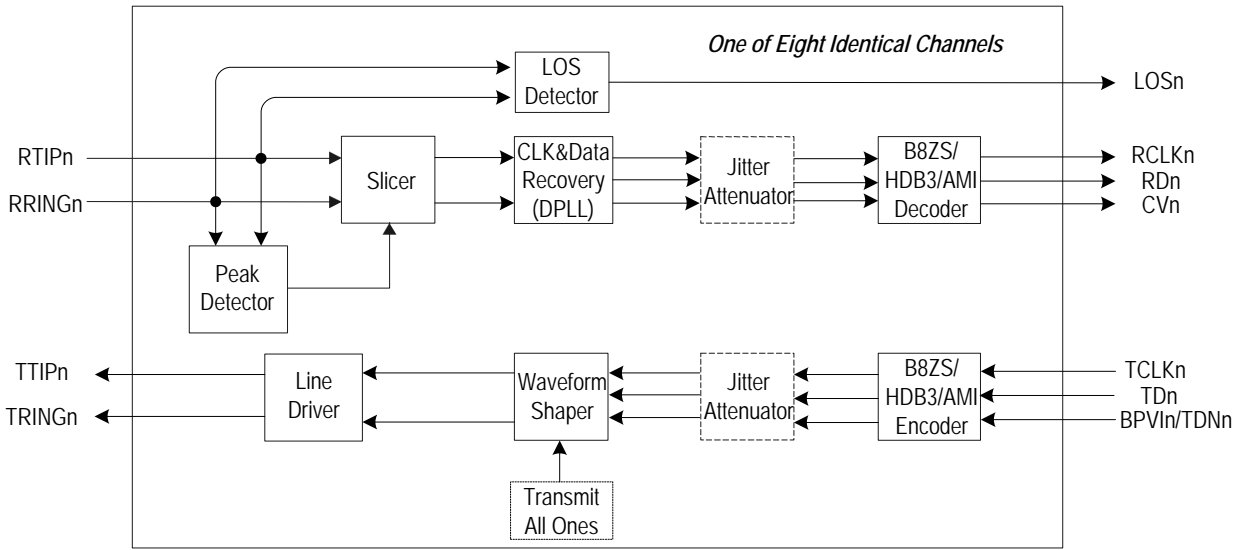 One of Eight Identical Channels
LOS
Detector
LOSn
RTIPn
RRINGn
Slicer
CLK&Data
Recovery
(DPLL)
Jitter
Attenuator
B8ZS/
HDB3/AMI
Decoder
RCLKn
RDn
CVn
Peak
Detector
TTIPn
TRINGn
Line
Driver
Waveform
Shaper
Jitter
Attenuator
B8ZS/
HDB3/AMI
Encoder
TCLKn
TDn
BPVIn/TDNn
Transmit
All Ones